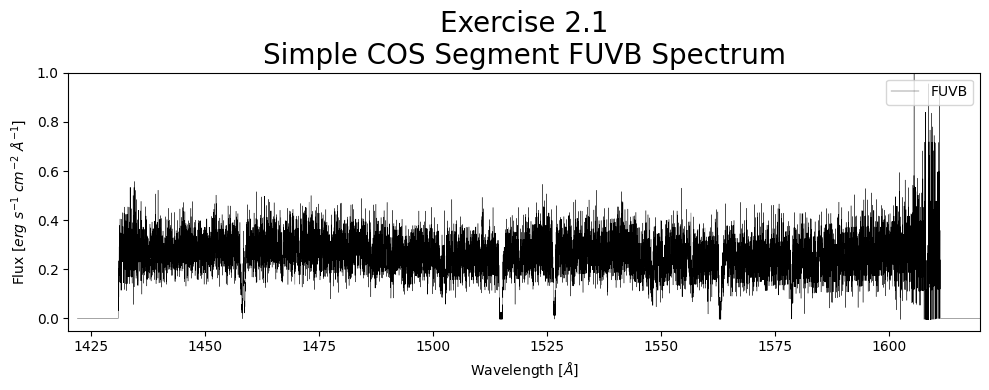 Exercise 2.1
Simple COS Segment FUVB Spectrum
1.0
0.8
0.6
0.4
0.2
0.0
Flux [erg s⁻¹ cm⁻² Å⁻¹]
FUVB
1425 1450 1475 1500 1525 1550 1575 1600
Wavelength [Å]